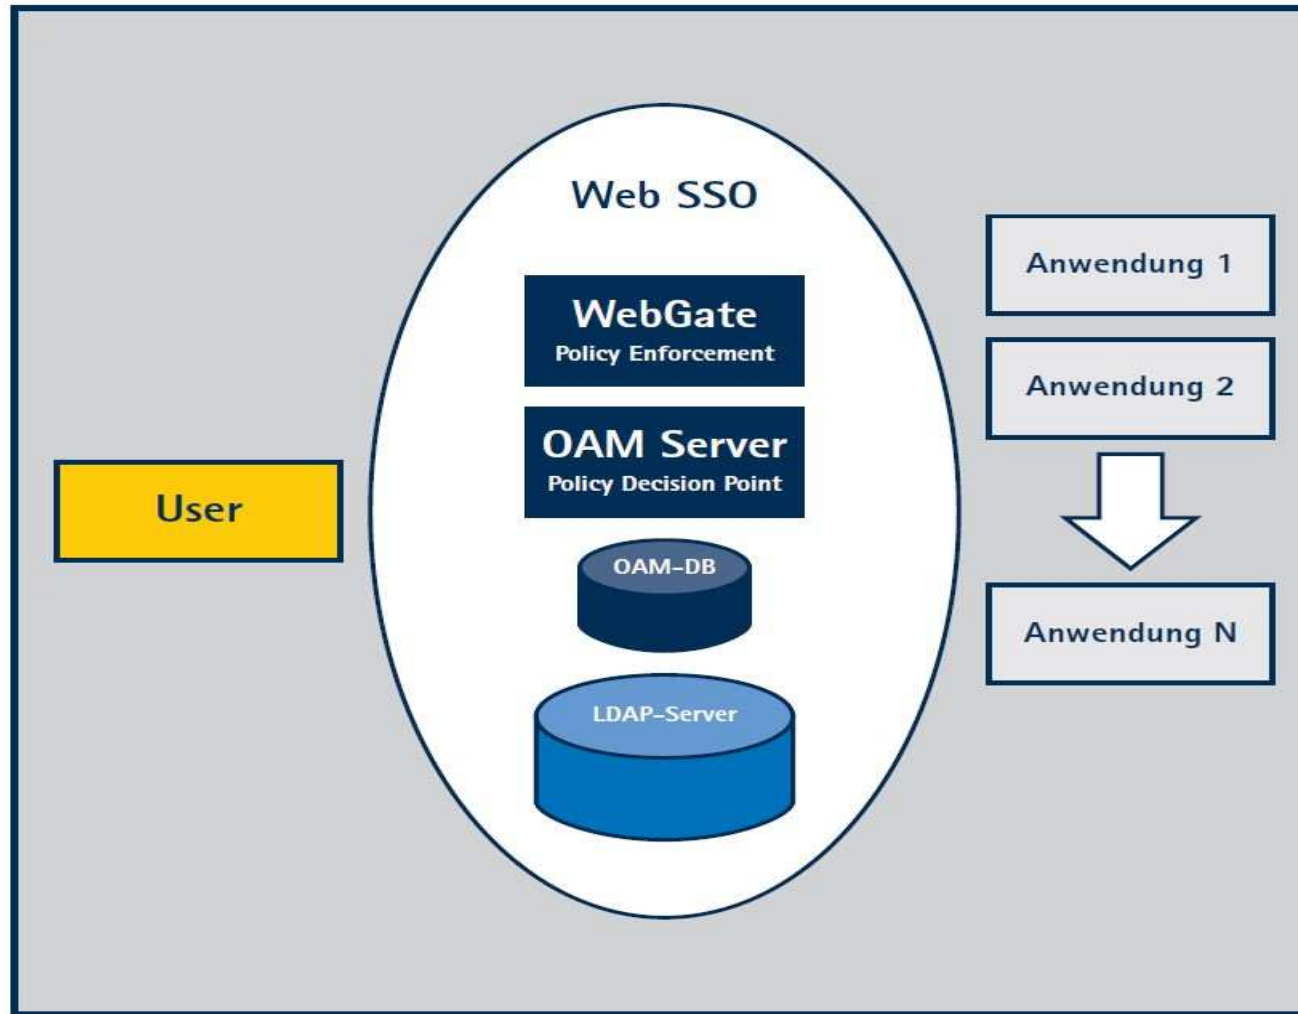 Web SSO
WebGate
Policy Enforcement
OAM Server
Policy Decision Point
OAM-DB
LDAP-Server
User
Anwendung 1
Anwendung 2
Anwendung N